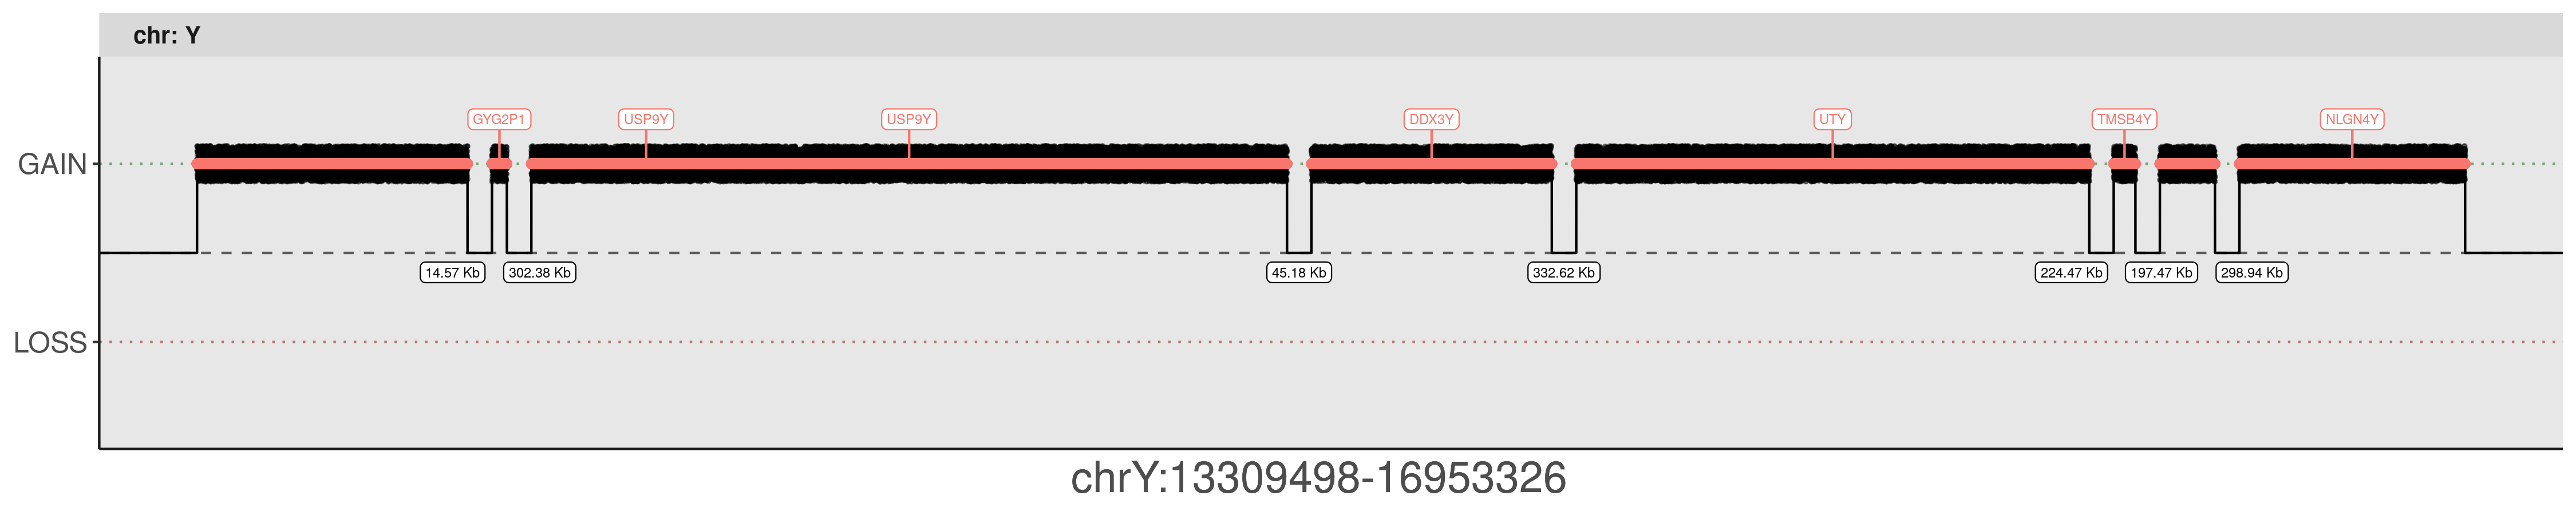 chr: Y
GYG2P1 USP9Y USP9Y DDX3Y UTY TMSB4Y NLGN4Y
GAIN
14.57 Kb 302.38 Kb 45.18 Kb 332.62 Kb 224.47 Kb 197.47 Kb 298.94 Kb
LOSS
chrY:13309498-16953326